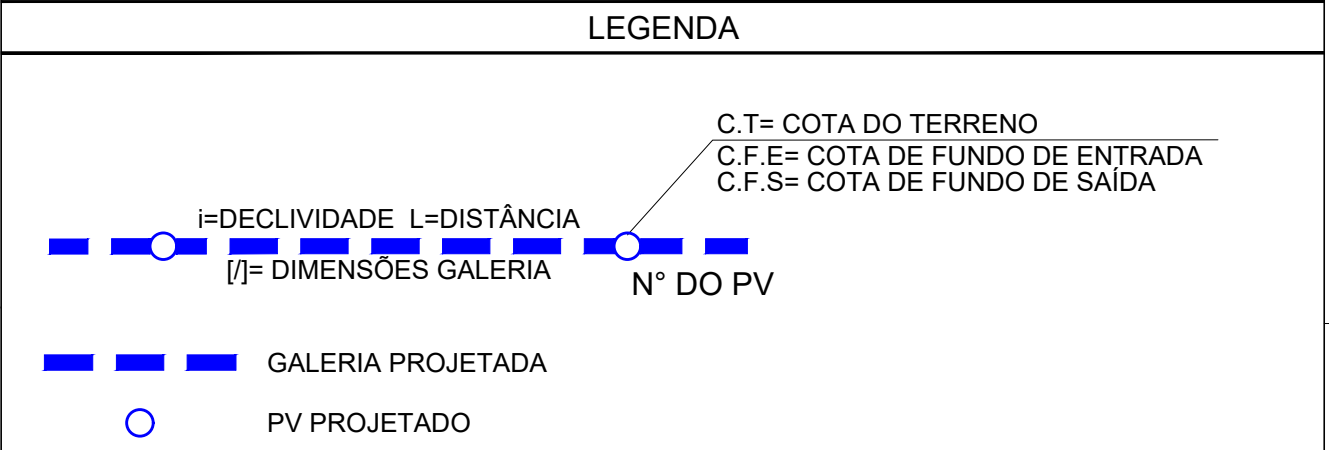 LEGENDA
C.T= COTA DO TERRENO
C.F.E= COTA DE FUNDO DE ENTRADA
C.F.S= COTA DE FUNDO DE SAÍDA
i=DECLIVIDADE L=DISTÂNCIA
[/]= DIMENSÕES GALERIA
N° DO PV
GALERIA PROJETADA
PV PROJETADO